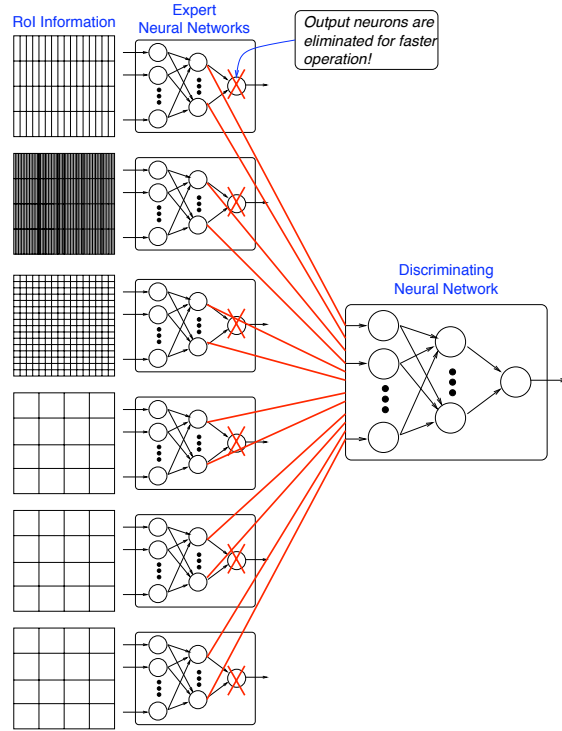 RoI Information
Expert
Neural Networks
Output neurons are
eliminated for faster
operation!
Discriminating
Neural Network